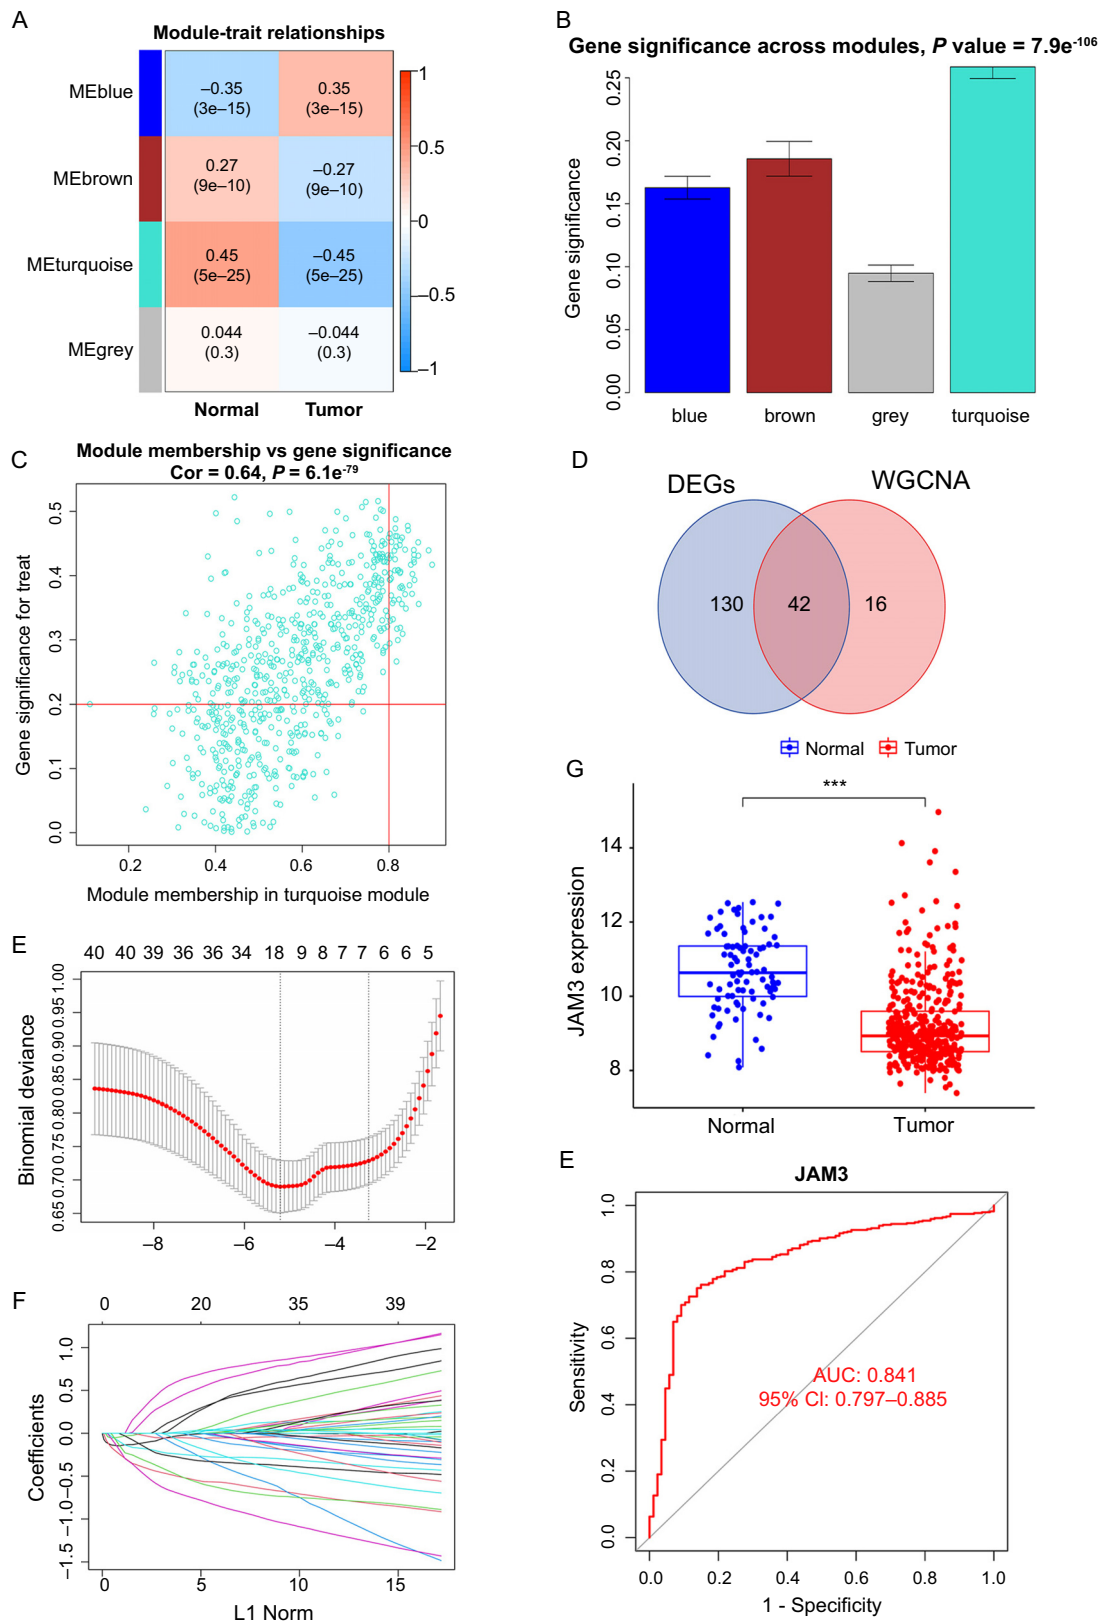 A
Module-trait relationships
MEblue
–0.35
(3e–15)
0.35
(3e–15)
MEbrown
0.27
(9e–10)
–0.27
(9e–10)
MEturquoise
0.45
(5e–25)
–0.45
(5e–25)
MEgrey
0.044
(0.3)
–0.044
(0.3)
Normal Tumor
1
0.5
0
–0.5
–1
B
Gene significance across modules, P value = 7.9e-106
Gene significance
0.25
0.20
0.15
0.10
0.05
0.00
blue brown grey turquoise
C
Module membership vs gene significance
Cor = 0.64, P = 6.1e-79
Gene significance for treat
0.5
0.4
0.3
0.2
0.1
0.0
0.2 0.4 0.6 0.8
Module membership in turquoise module
D
DEGs WGCNA
130 42 16
E
40 40 39 36 36 34 18 9 8 7 7 6 6 5
Binomial deviance
0.65 0.70 0.75 0.80 0.85 0.90 0.95 1.00
–8 –6 –4 –2
F
0 20 35 39
Coefficients
1.0
0.5
0.0
–0.5
–1.0
–1.5
0 5 10 15
L1 Norm
G
Normal Tumor
***
JAM3 expression
14
12
10
8
Normal Tumor
E
JAM3
Sensitivity
1.0
0.8
0.6
0.4
0.2
0.0
AUC: 0.841
95% CI: 0.797–0.885
0.0 0.2 0.4 0.6 0.8 1.0
1 - Specificity